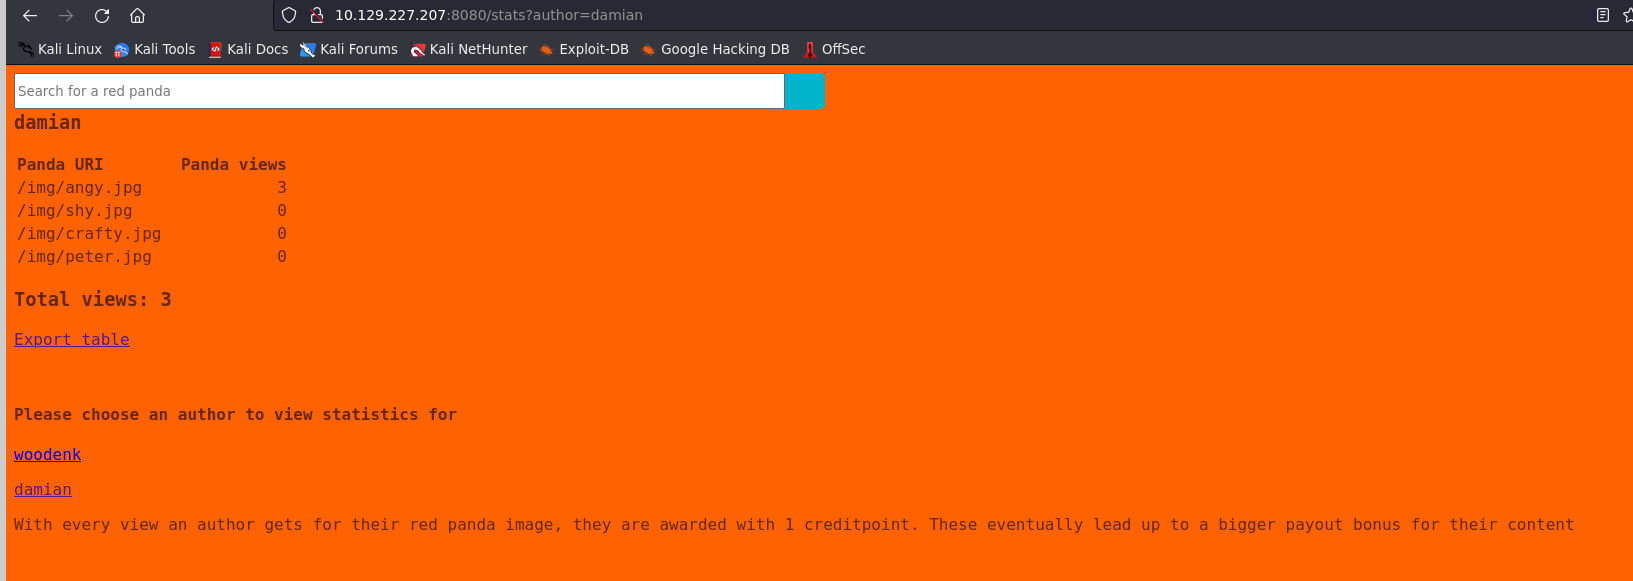 10.129.227.207:8080/stats?author=damian
Kali Linux Kali Tools Kali Docs Kali Forums Kali NetHunter Exploit-DB Google Hacking DB OffSec
Search for a red panda
damian
Panda URI Panda views
/img/angy.jpg 3
/img/shy.jpg 0
/img/crafty.jpg 0
/img/peter.jpg 0
Total views: 3
Export table
Please choose an author to view statistics for
woodenk
damian
With every view an author gets for their red panda image, they are awarded with 1 creditpoint. These eventually lead up to a bigger payout bonus for their content